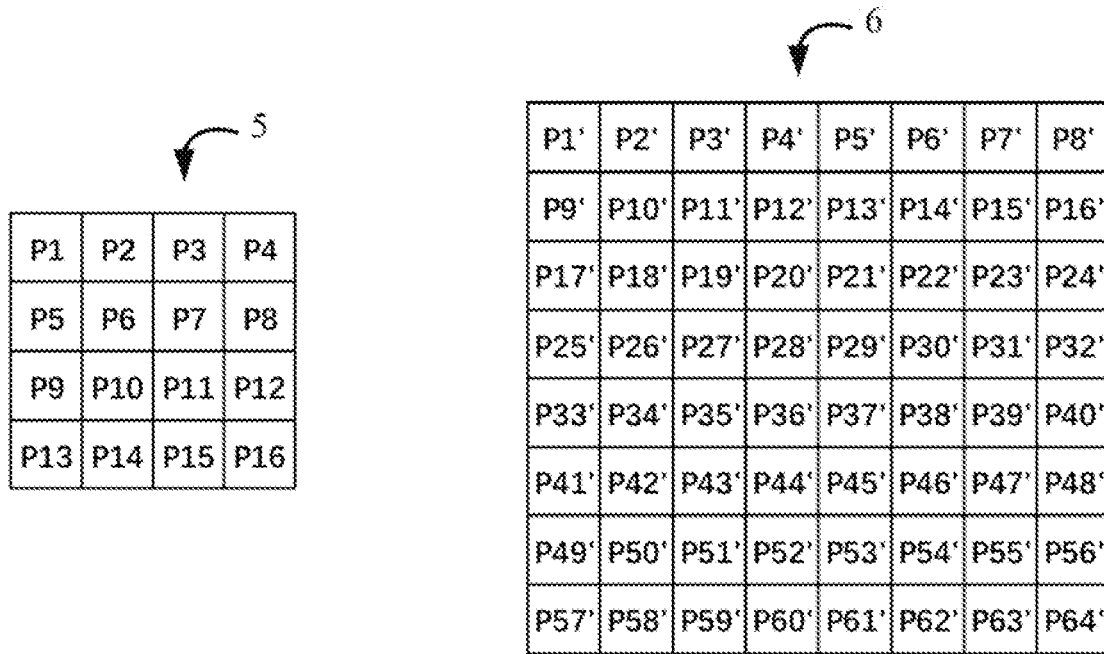 6
P1' P2' P3' P4' P5' P6' P7' P8'
P9' P10' P11' P12' P13' P14' P15' P16'
P17' P18' P19' P20' P21' P22' P23' P24'
P25' P26' P27' P28' P29' P30' P31' P32'
P33' P34' P35' P36' P37' P38' P39' P40'
P41' P42' P43' P44' P45' P46' P47' P48'
P49' P50' P51' P52' P53' P54' P55' P56'
P57' P58' P59' P60' P61' P62' P63' P64'
5
P1 P2 P3 P4
P5 P6 P7 P8
P9 P10 P11 P12
P13 P14 P15 P16